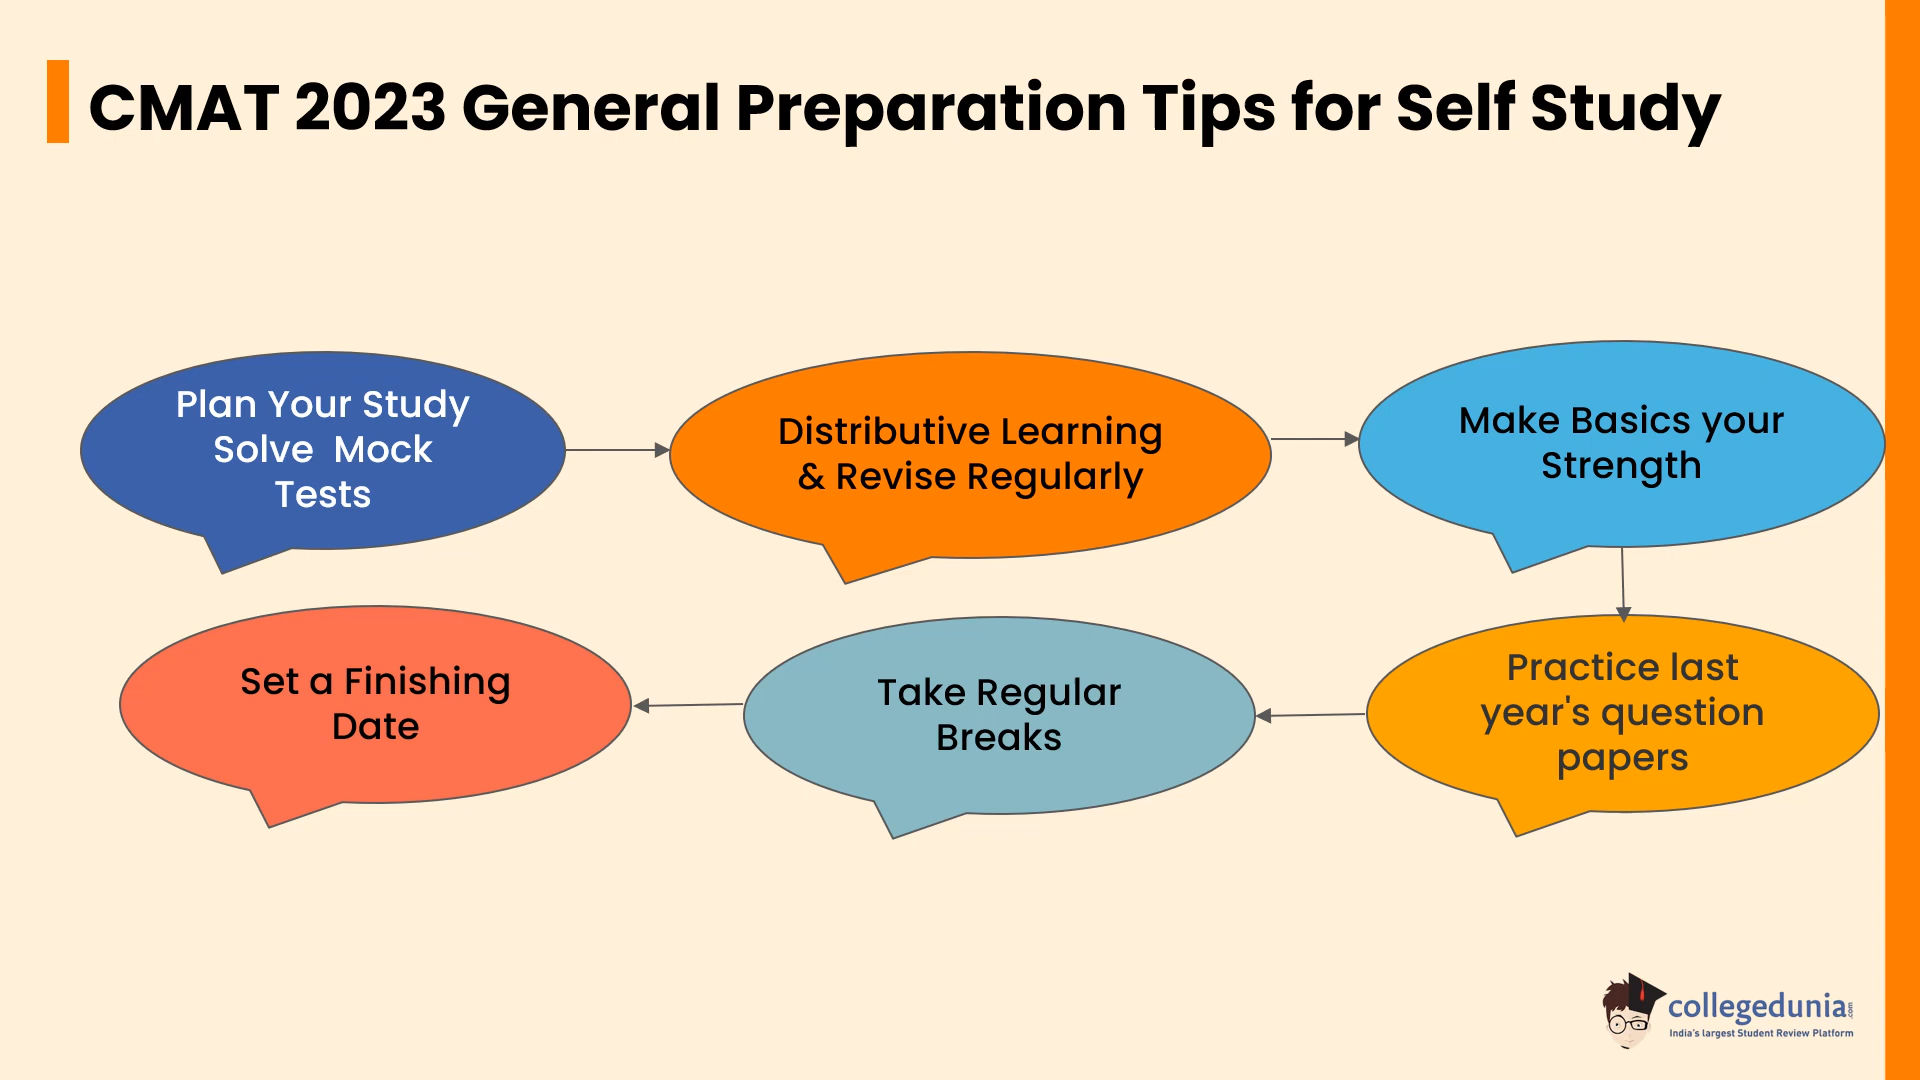 CMAT 2023 General Preparation Tips for Self Study
Plan Your Study
Solve  Mock
Tests
Distributive Learning
& Revise Regularly
Make Basics your
Strength
Practice last
year's question
papers
Take Regular
Breaks
Set a Finishing
Date
collegedunia.com
India's largest Student Review Platform